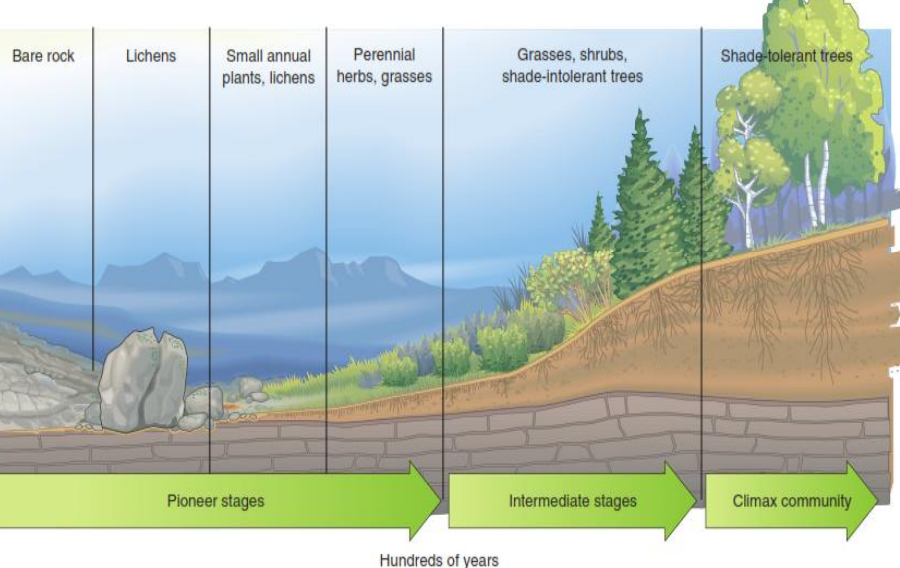 Bare rock
Lichens
Small annual
plants, lichens
Perennial
herbs, grasses
Grasses, shrubs,
shade-intolerant trees
Shade-tolerant trees
Pioneer stages
Intermediate stages
Climax community
Hundreds of years